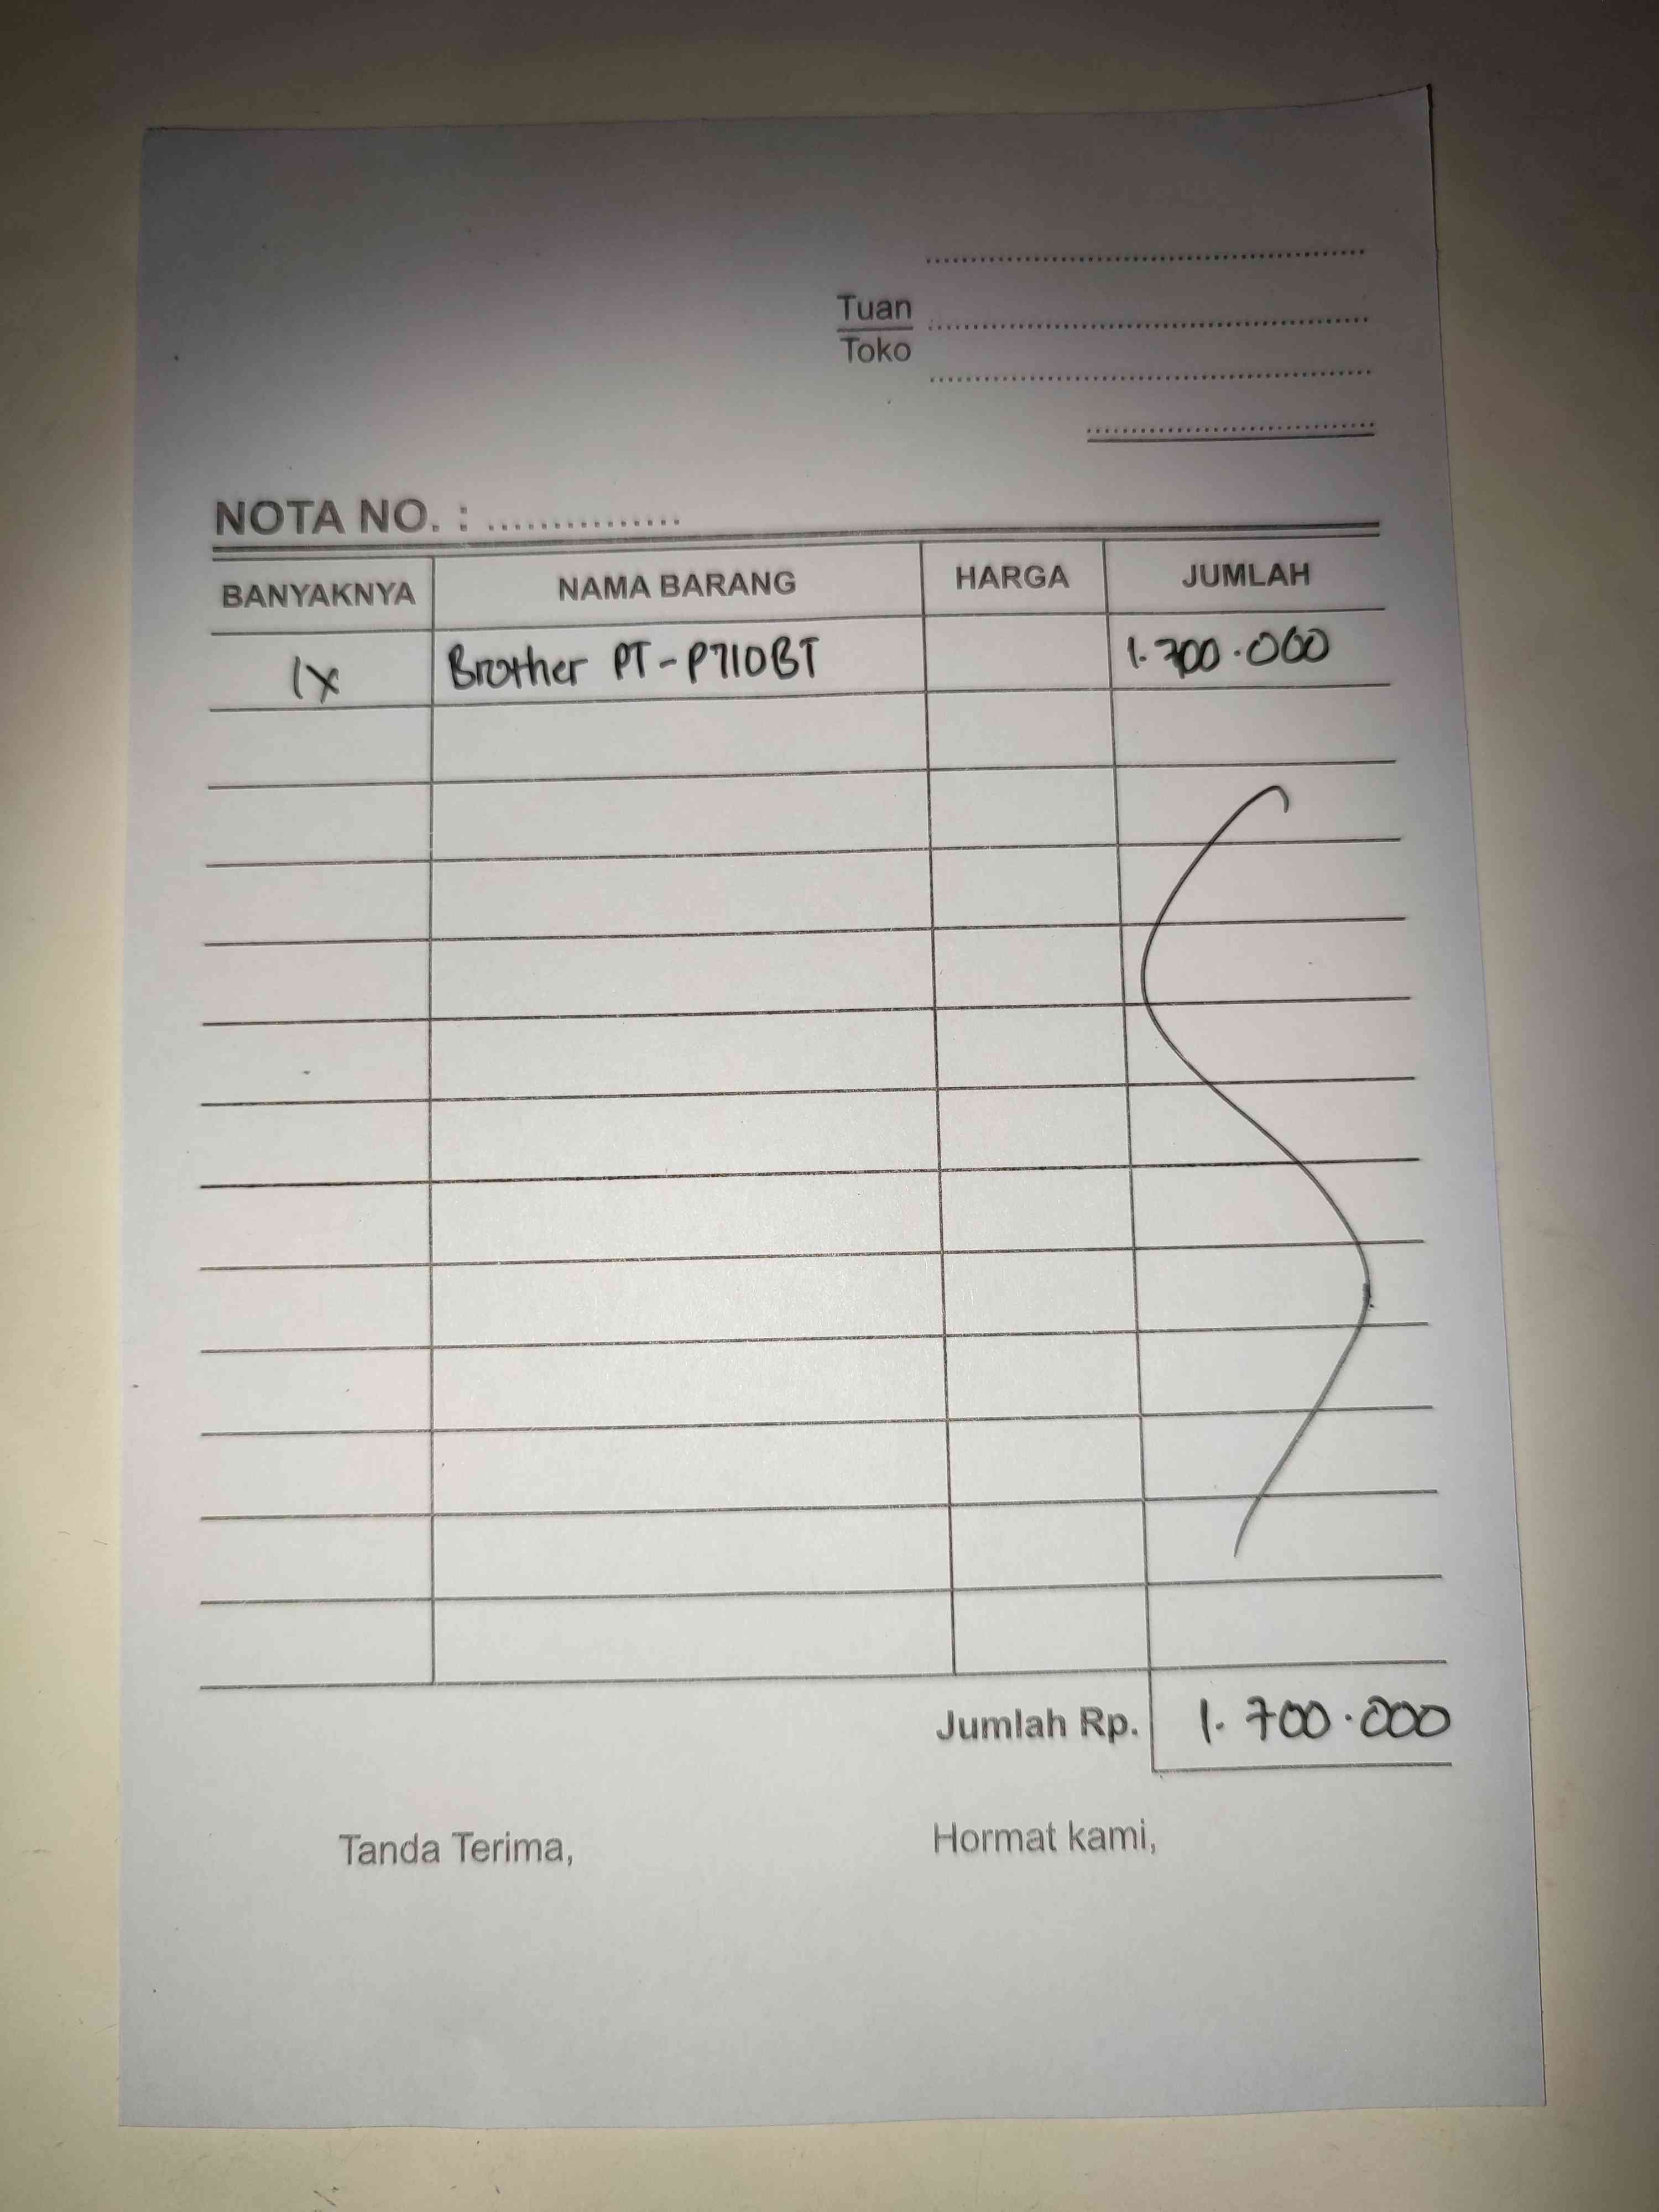 Tuan
Toko
NOTA NO. : ...............
BANYAKNYA NAMA BARANG HARGA JUMLAH
1x Brother PT-P710BT 1.700.000
Jumlah Rp. 1.700.000
Tanda Terima, Hormat kami,